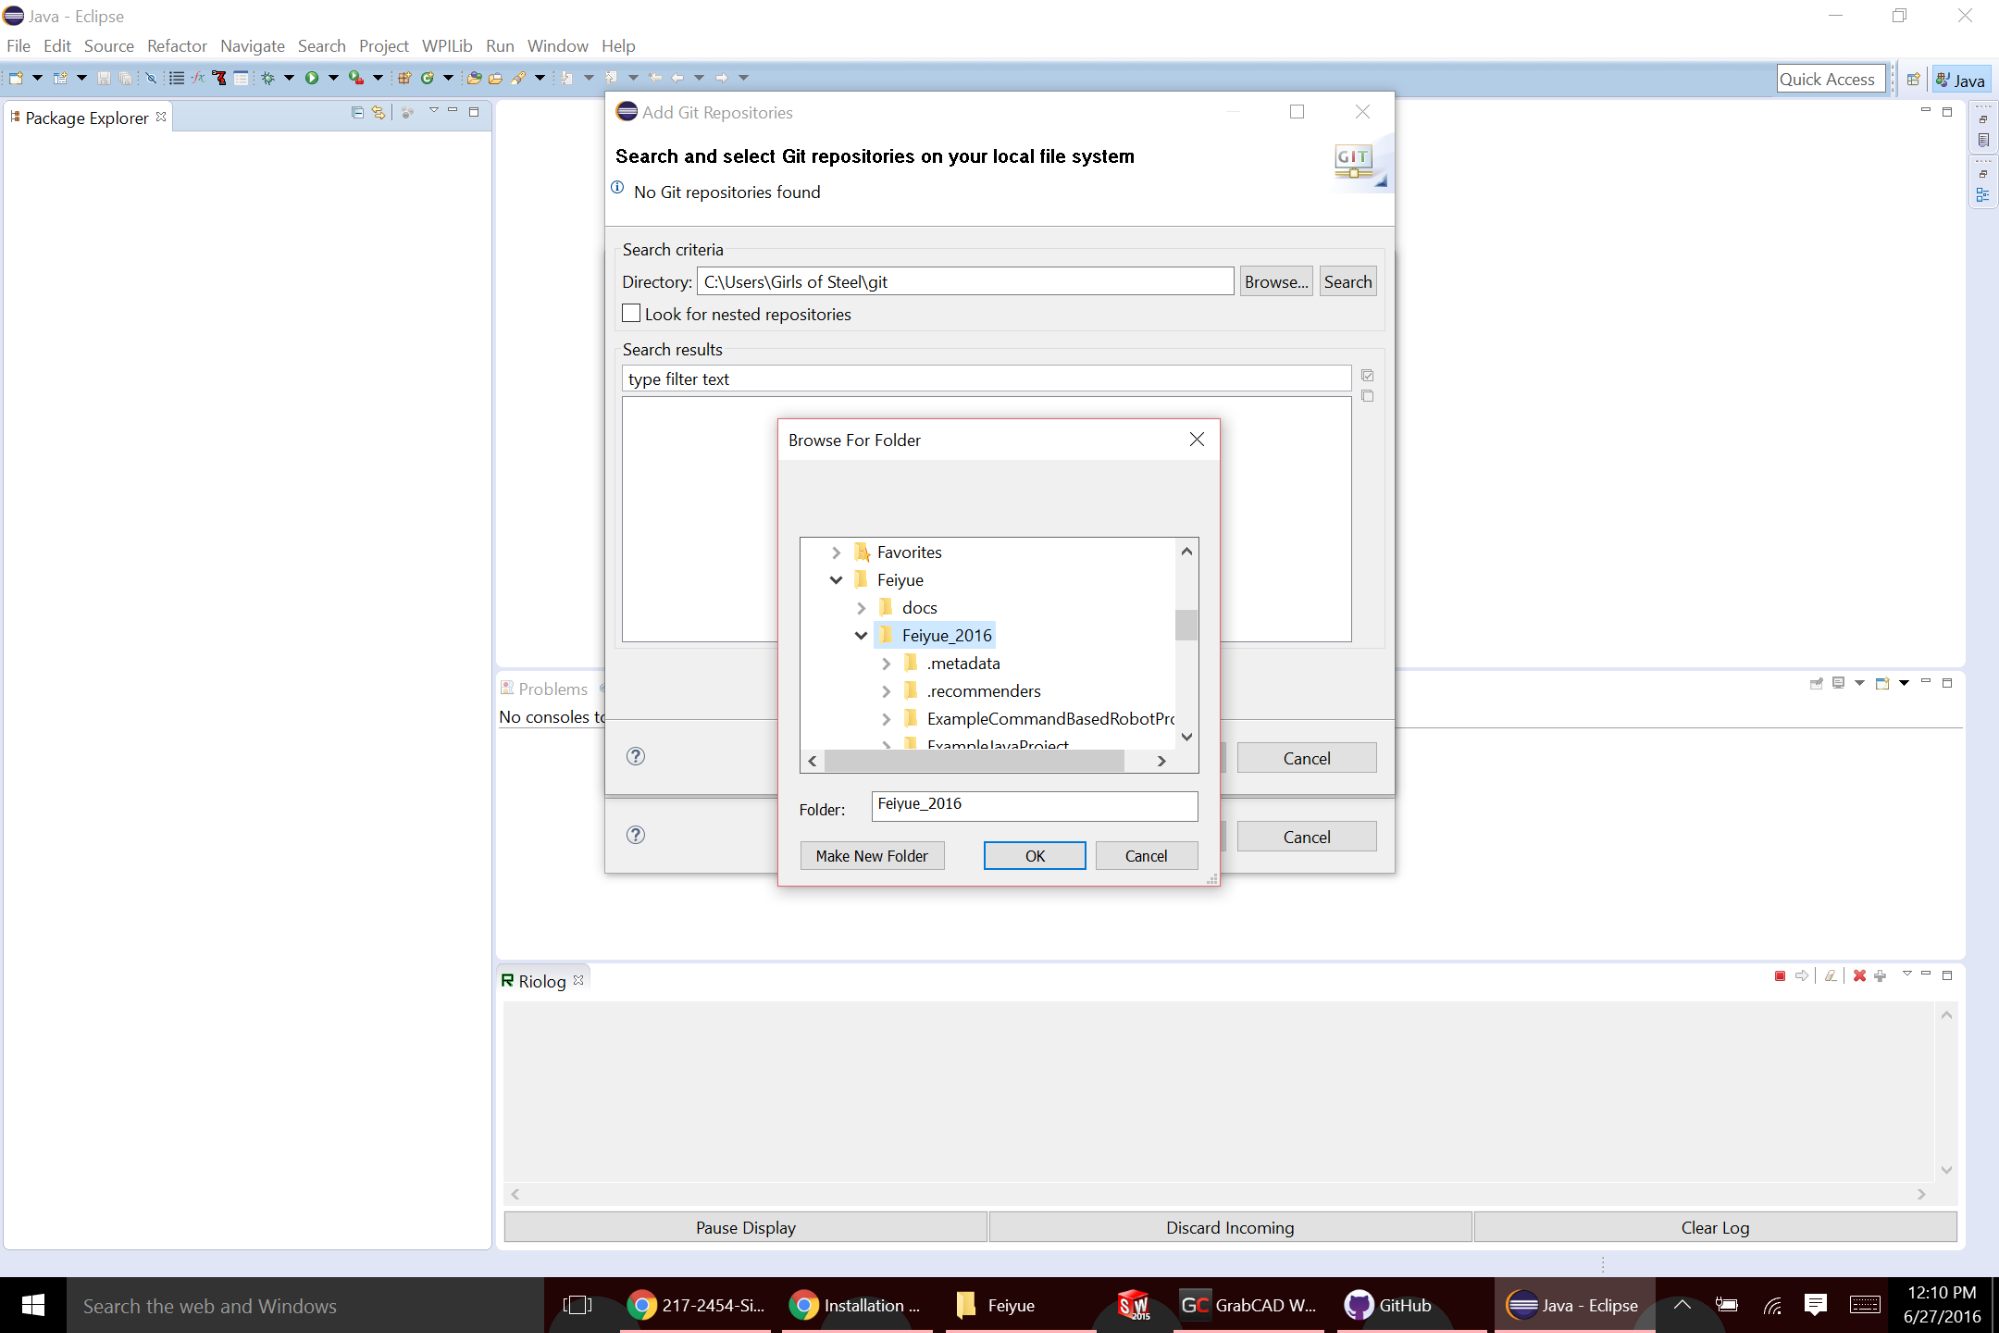 Java - Eclipse
File Edit Source Refactor Navigate Search Project WPILib Run Window Help
Quick Access
Java
Package Explorer
Add Git Repositories
Search and select Git repositories on your local file system
GIT
No Git repositories found
Search criteria
Directory: C:\Users\Girls of Steel\git Browse... Search
Look for nested repositories
Search results
type filter text
Browse For Folder
Favorites
Feiyue
docs
Feiyue_2016
.metadata
.recommenders
ExampleCommandBasedRobotPro
ExampleJavaProject
Folder: Feiyue_2016
Make New Folder OK Cancel
Cancel
Cancel
Problems
No consoles to
Riolog
Pause Display Discard Incoming Clear Log
Search the web and Windows
217-2454-Si...
Installation ...
Feiyue
SW 2015
GC GrabCAD W...
GitHub
Java - Eclipse
12:10 PM
6/27/2016